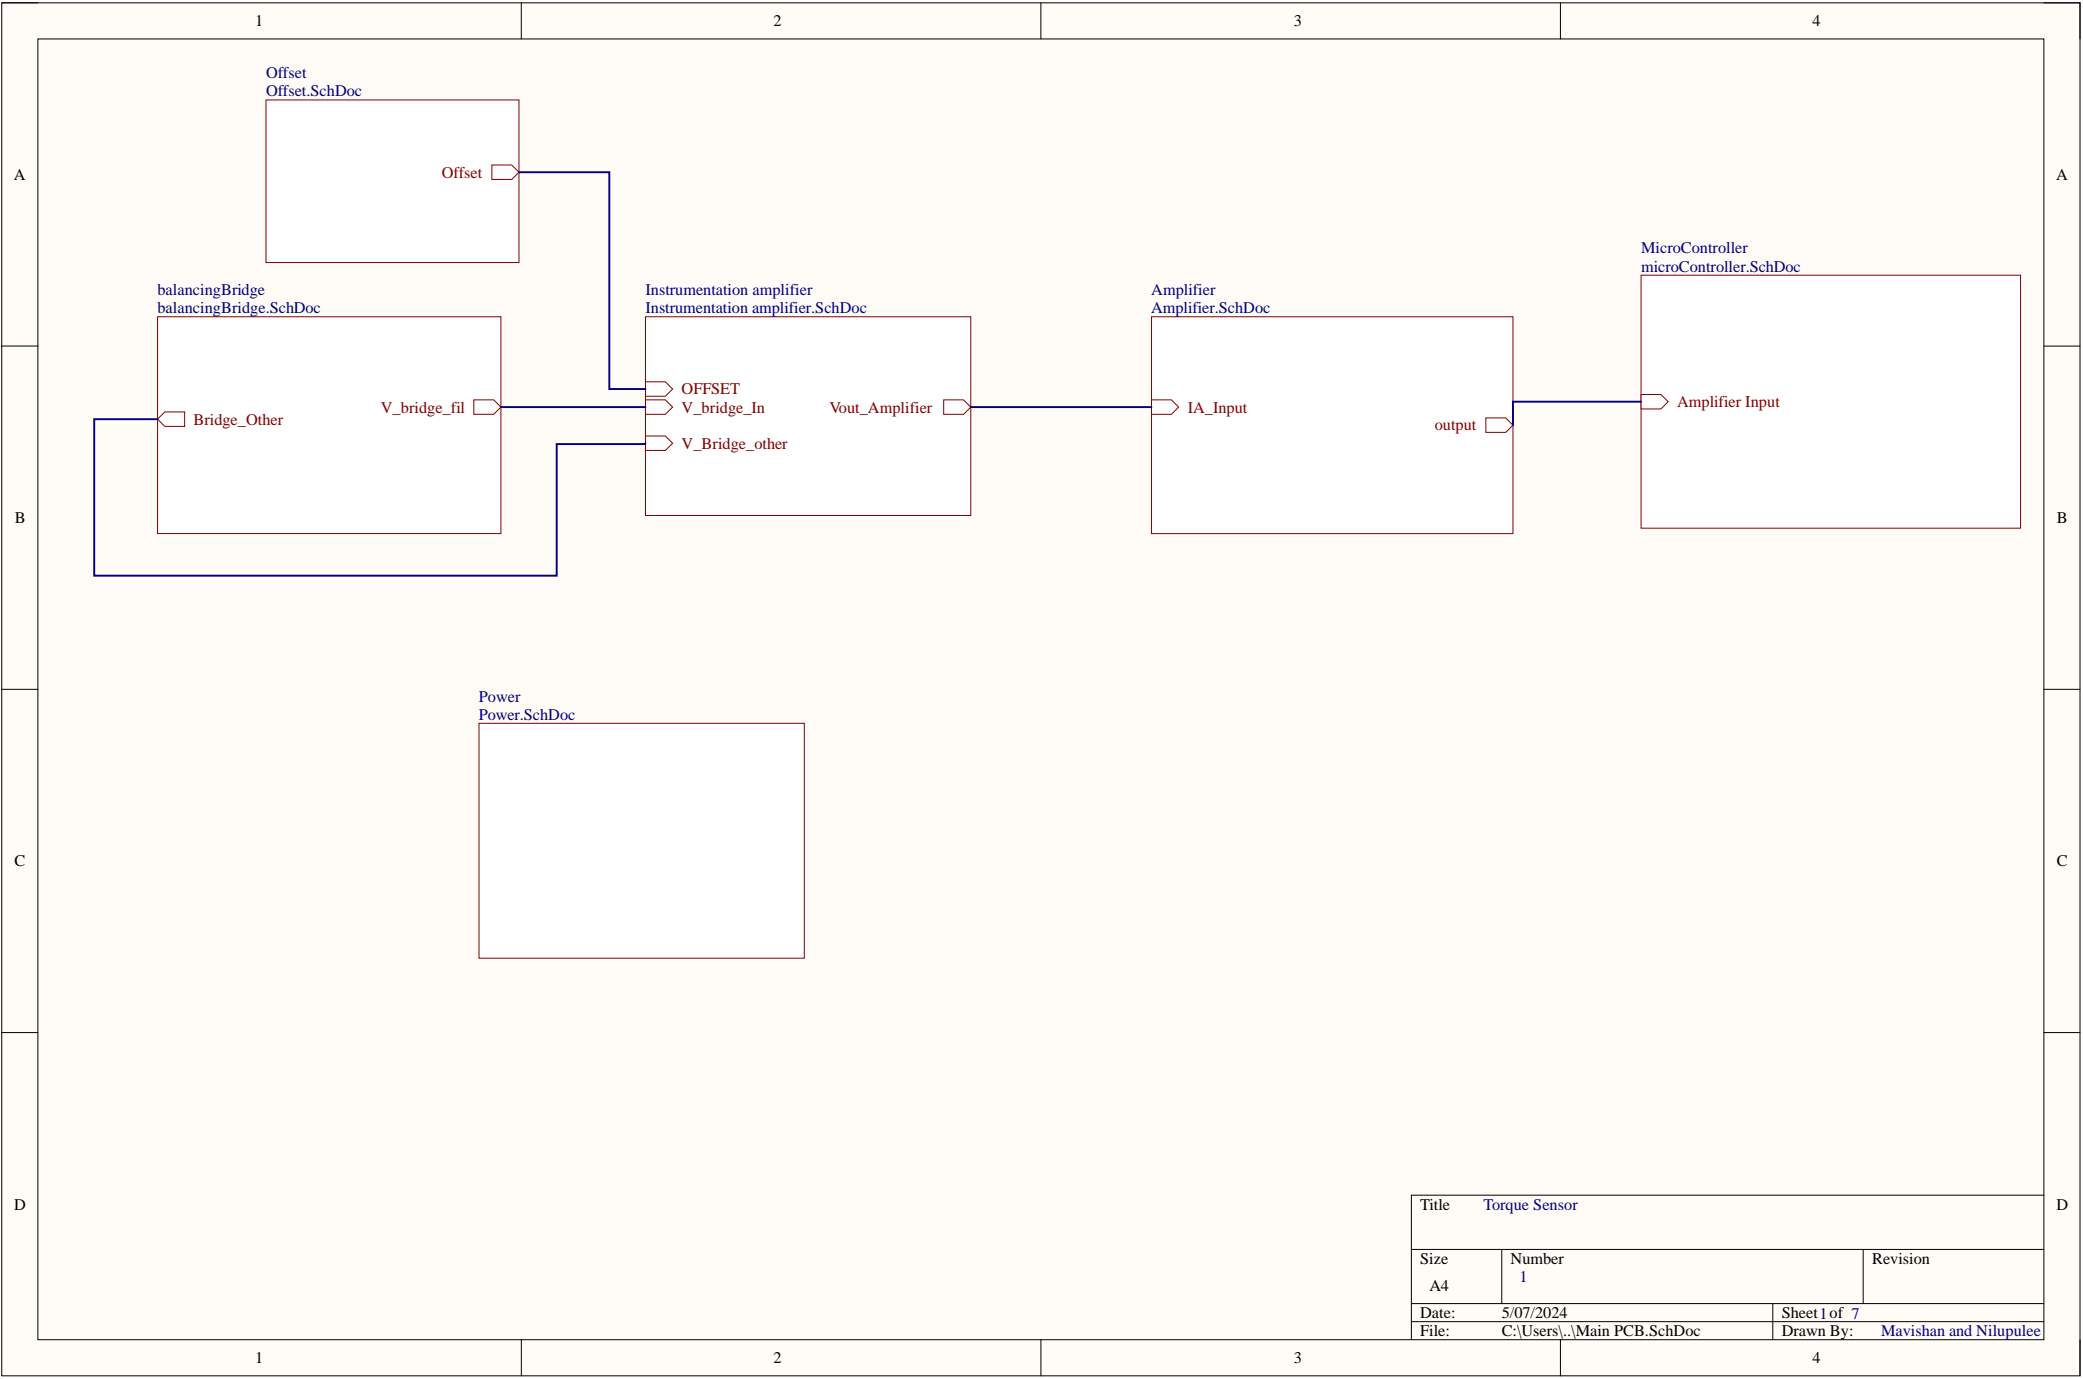 1 2 3 4
Offset
Offset.SchDoc
Offset
A A
MicroController
microController.SchDoc
Amplifier Input
balancingBridge
balancingBridge.SchDoc
Bridge_Other
V_bridge_fil
Instrumentation amplifier
Instrumentation amplifier.SchDoc
OFFSET
V_bridge_In
V_Bridge_other
Vout_Amplifier
Amplifier
Amplifier.SchDoc
IA_Input
output
B B
Power
Power.SchDoc
C C
D D
Title Torque Sensor
Size Number Revision
A4 1
Date: 5/07/2024 Sheet 1 of 7
File: C:\Users\..\Main PCB.SchDoc Drawn By: Mavishan and Nilupulee
1 2 3 4